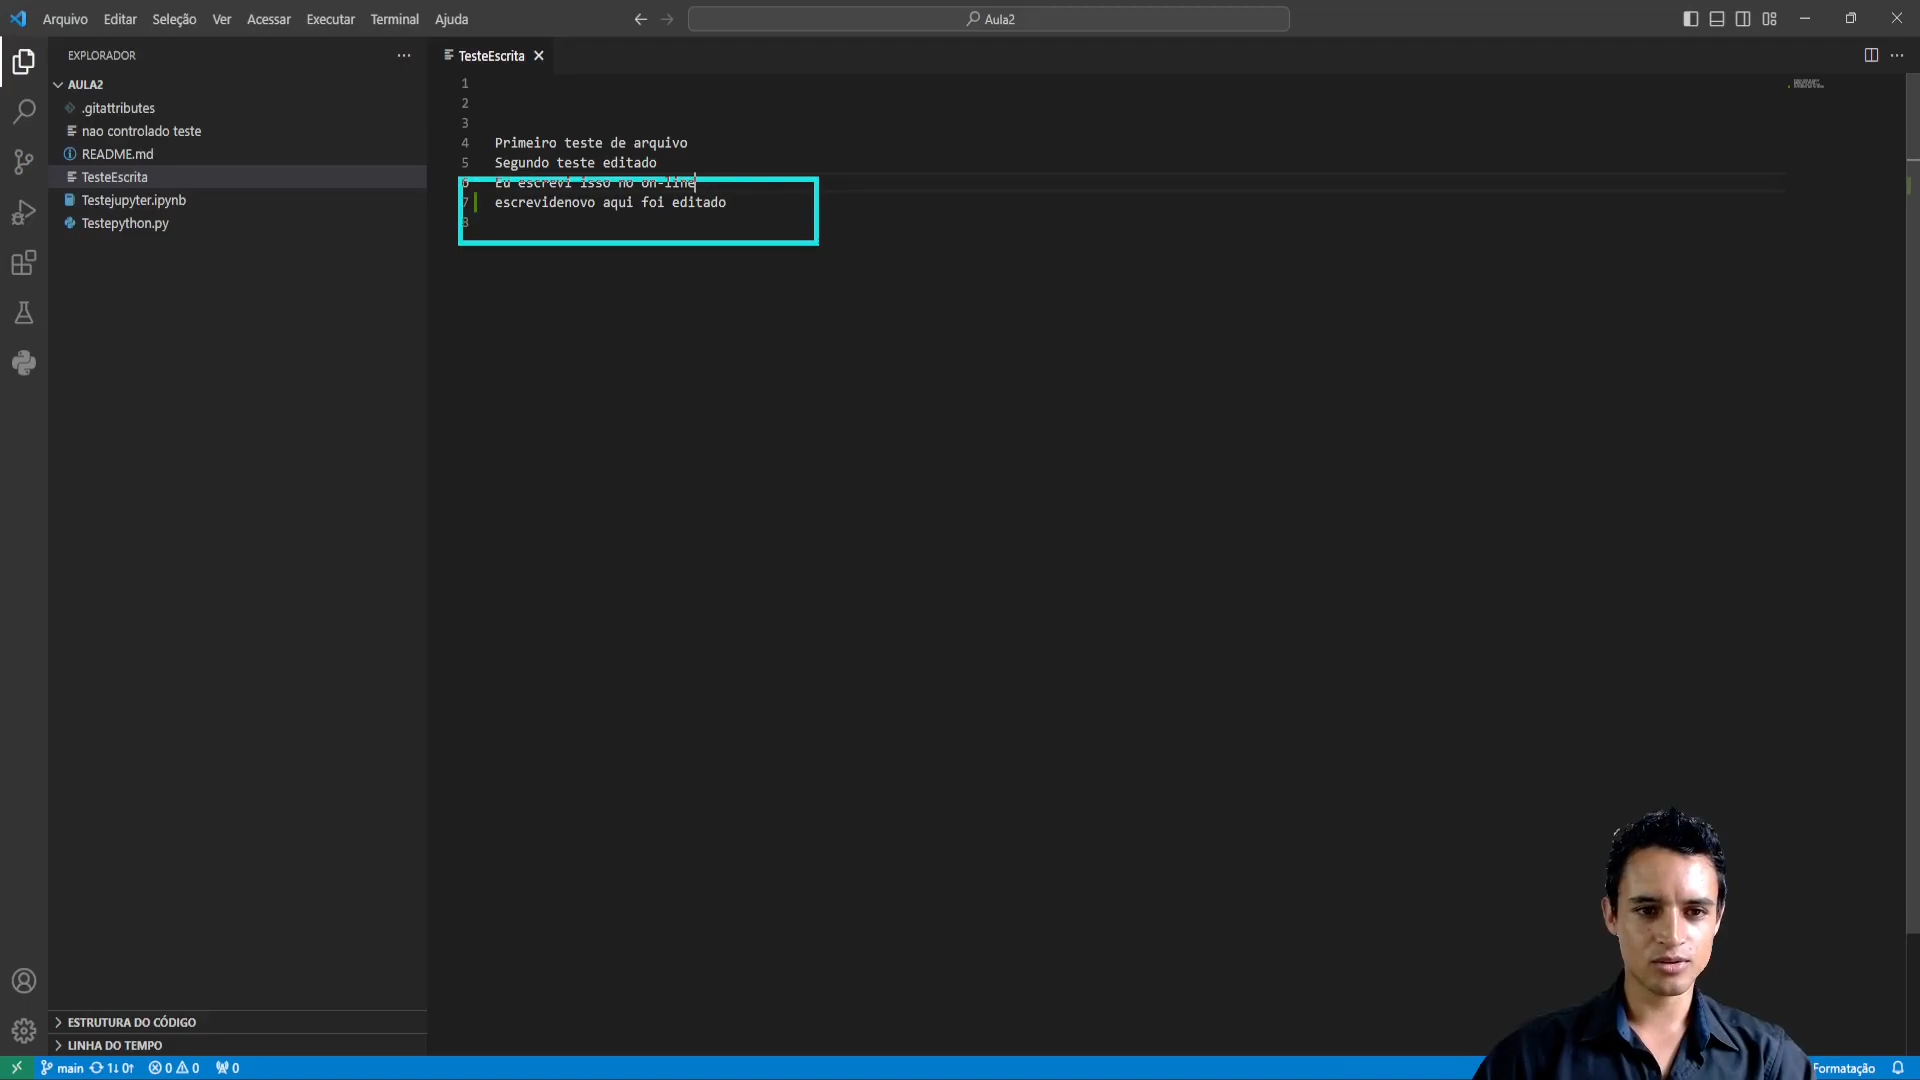 Arquivo Editar Seleção Ver Acessar Executar Terminal Ajuda
Aula2
EXPLORADOR
TesteEscrita
AULA2
.gitattributes
nao controlado teste
README.md
TesteEscrita
Testejupyter.ipynb
Testepython.py
1
2
3
4 Primeiro teste de arquivo
5 Segundo teste editado
6 Eu escrevi isso no on-line
7 escrevidenovo aqui foi editado
8
ESTRUTURA DO CÓDIGO
LINHA DO TEMPO
main 1↓ 0↑ 0 0 0
Formatação